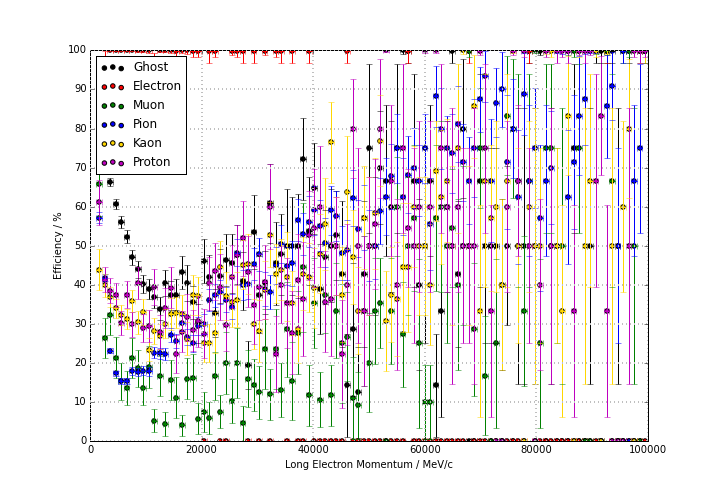 100
90
80
70
60
50
40
30
20
10
0
Efficiency / %
Ghost
Electron
Muon
Pion
Kaon
Proton
0 20000 40000 60000 80000 100000
Long Electron Momentum / MeV/c